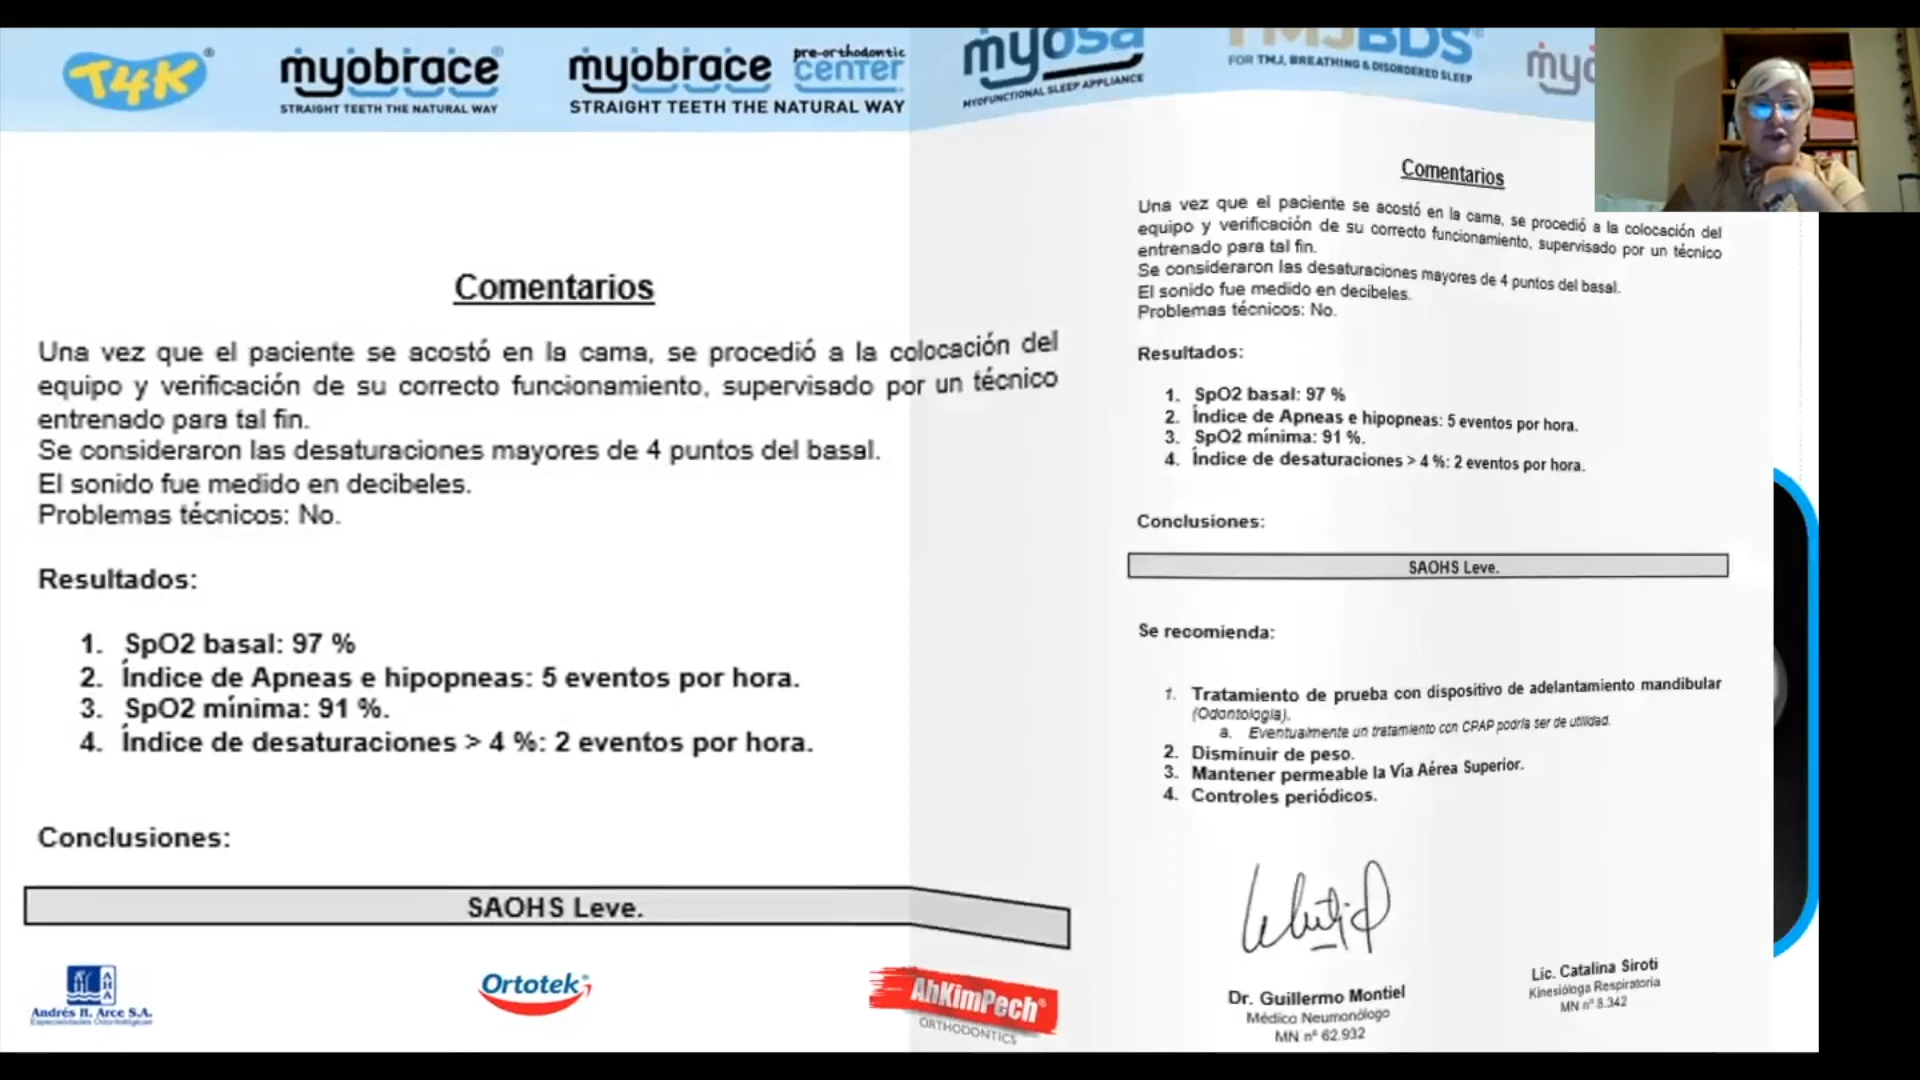 T4K®
myobrace®
STRAIGHT TEETH THE NATURAL WAY
myobrace pre-orthodontic center®
STRAIGHT TEETH THE NATURAL WAY
myosa
MYOFUNCTIONAL SLEEP APPLIANCE
TMJBDS®
FOR TMJ, BREATHING & DISORDERED SLEEP
Comentarios
Una vez que el paciente se acostó en la cama, se procedió a la colocación del
equipo y verificación de su correcto funcionamiento, supervisado por un técnico
entrenado para tal fin.
Se consideraron las desaturaciones mayores de 4 puntos del basal.
El sonido fue medido en decibeles.
Problemas técnicos: No.
Resultados:
1. SpO2 basal: 97 %
2. Índice de Apneas e hipopneas: 5 eventos por hora.
3. SpO2 mínima: 91 %.
4. Índice de desaturaciones > 4 %: 2 eventos por hora.
Conclusiones:
SAOHS Leve.
AHA
Andrés H. Arce S.A.
Especialidades Odontológicas
Ortotek
AhKimPech®
ORTHODONTICS
Comentarios
Una vez que el paciente se acostó en la cama, se procedió a la colocación del
equipo y verificación de su correcto funcionamiento, supervisado por un técnico
entrenado para tal fin.
Se consideraron las desaturaciones mayores de 4 puntos del basal.
El sonido fue medido en decibeles.
Problemas técnicos: No.
Resultados:
1. SpO2 basal: 97 %
2. Índice de Apneas e hipopneas: 5 eventos por hora.
3. SpO2 mínima: 91 %.
4. Índice de desaturaciones > 4 %: 2 eventos por hora.
Conclusiones:
SAOHS Leve.
Se recomienda:
1. Tratamiento de prueba con dispositivo de adelantamiento mandibular
(Odontología).
a. Eventualmente un tratamiento con CPAP podría ser de utilidad.
2. Disminuir de peso.
3. Mantener permeable la Vía Aérea Superior.
4. Controles periódicos.
Dr. Guillermo Montiel
Médico Neumonólogo
MN nº 62.932
Lic. Catalina Siroti
Kinesióloga Respiratoria
MN nº 8.342